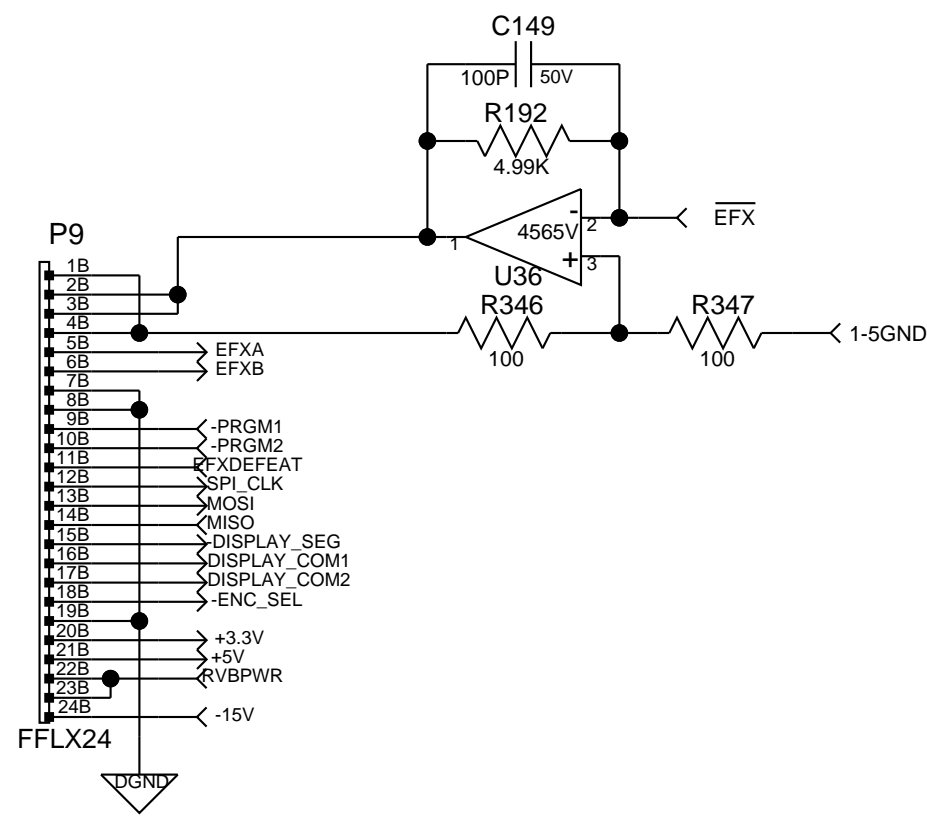 C149
100P 50V
R192
4.99K
EFX
-
2
4565V
1
+
3
U36
P9
R346
100
R347
100
1-5GND
1B
2B
3B
4B
5B EFXA
6B EFXB
7B
8B
9B -PRGM1
10B -PRGM2
11B EFXDEFEAT
12B SPI_CLK
13B MOSI
14B MISO
15B -DISPLAY_SEG
16B DISPLAY_COM1
17B DISPLAY_COM2
18B -ENC_SEL
19B
20B +3.3V
21B +5V
22B RVBPWR
23B
24B -15V
FFLX24
DGND